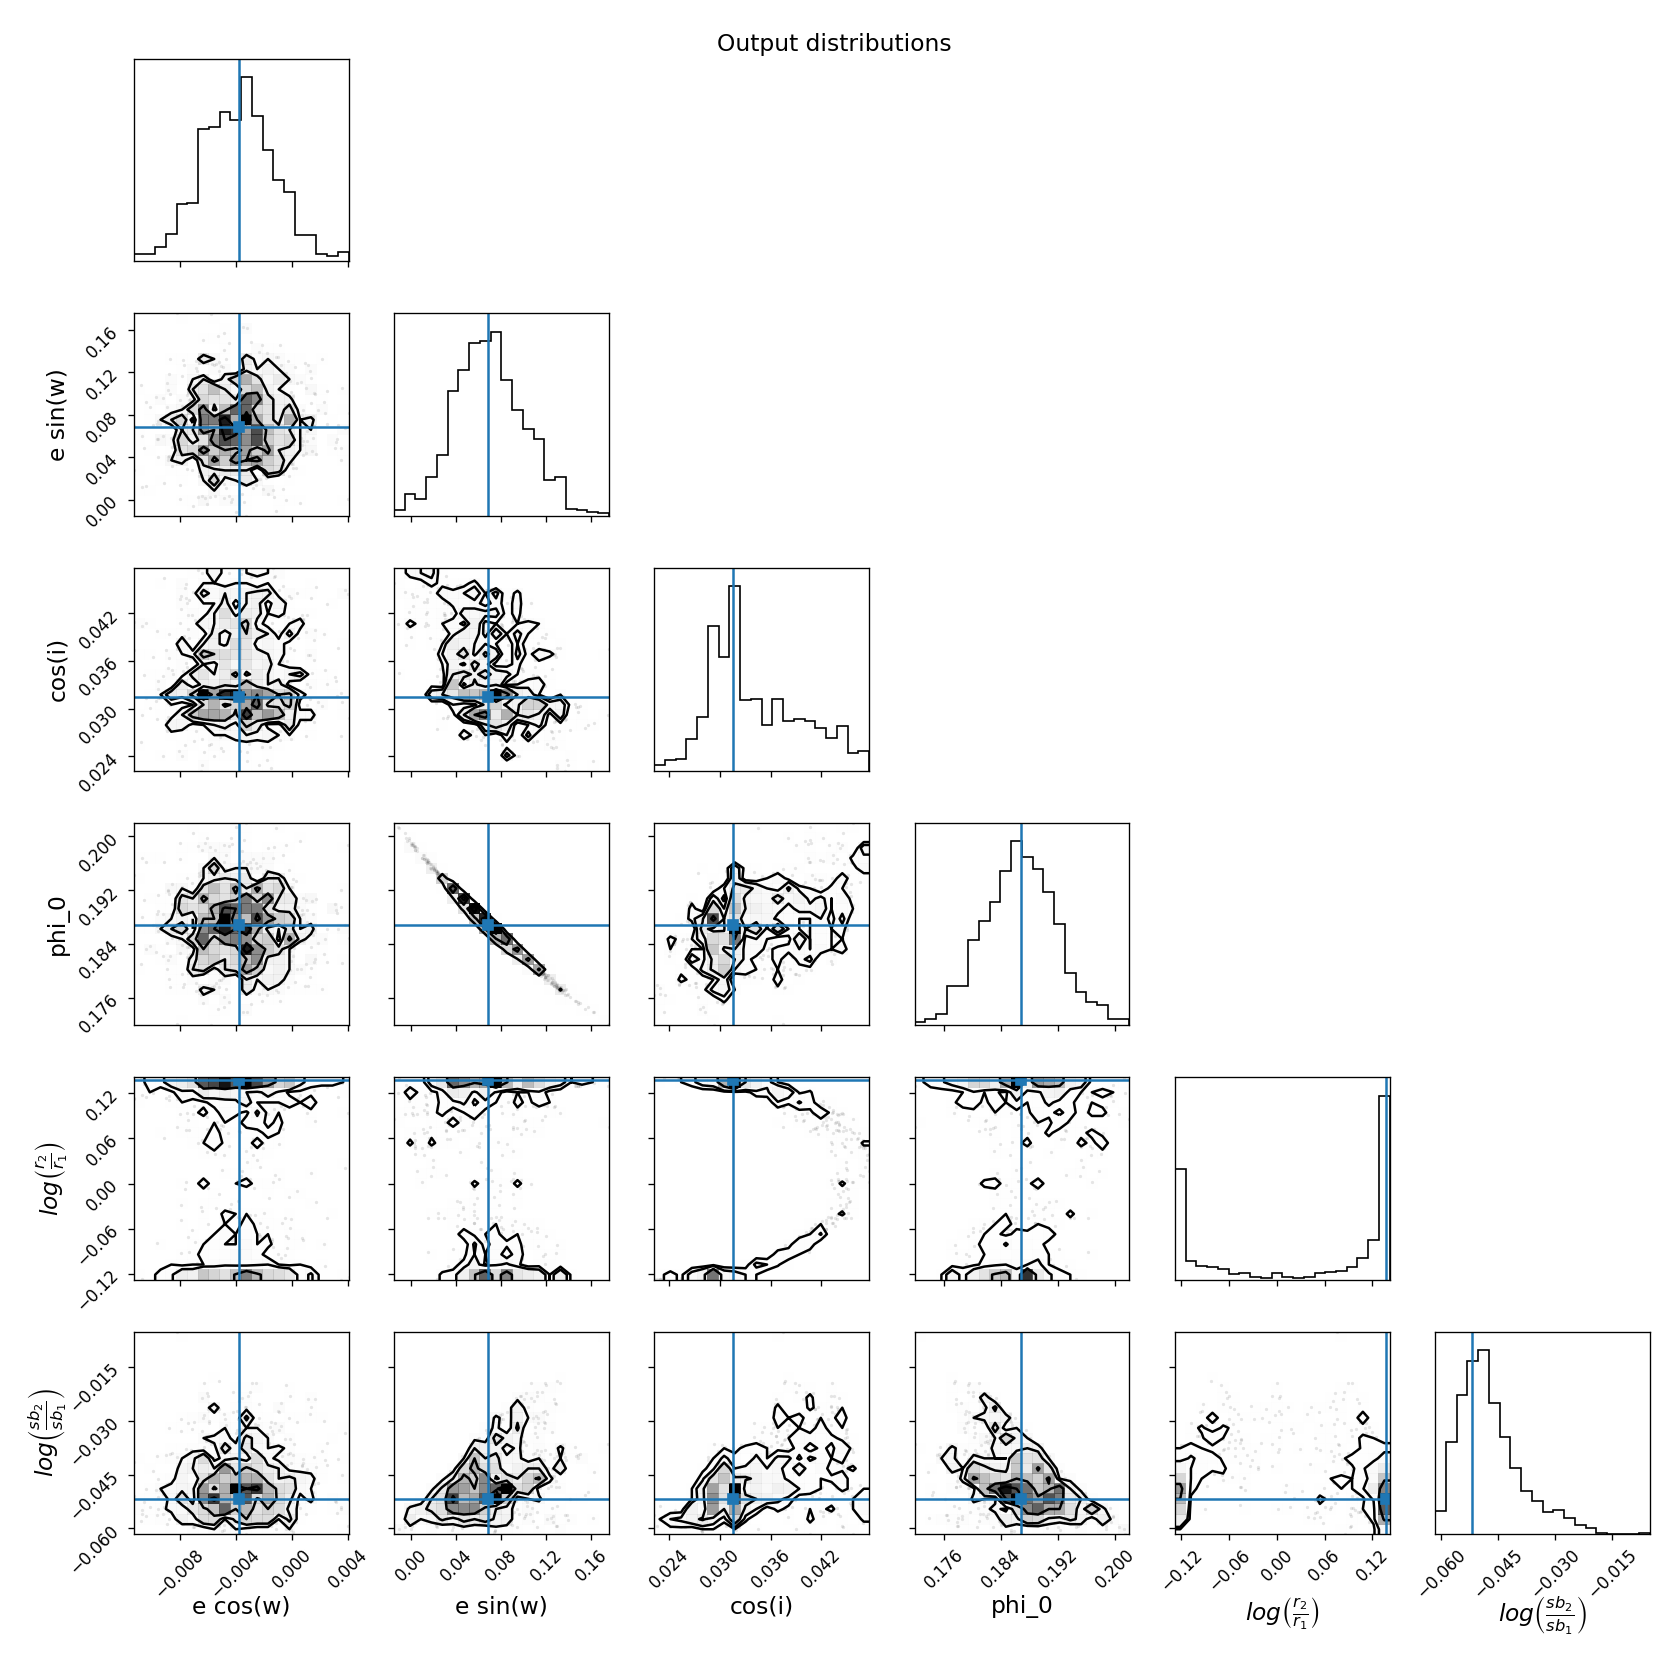 Output distributions
e sin(w)
0.16
0.12
0.08
0.04
0.00
cos(i)
0.042
0.036
0.030
0.024
phi_0
0.200
0.192
0.184
0.176
log(r₂/r₁)
0.12
0.06
0.00
−0.06
−0.12
log(sb₂/sb₁)
−0.015
−0.030
−0.045
−0.060
−0.008 −0.004 0.000 0.004
0.00 0.04 0.08 0.12 0.16
0.024 0.030 0.036 0.042
0.176 0.184 0.192 0.200
−0.12 −0.06 0.00 0.06 0.12
−0.060 −0.045 −0.030 −0.015
e cos(w) e sin(w) cos(i) phi_0 log(r₂/r₁) log(sb₂/sb₁)